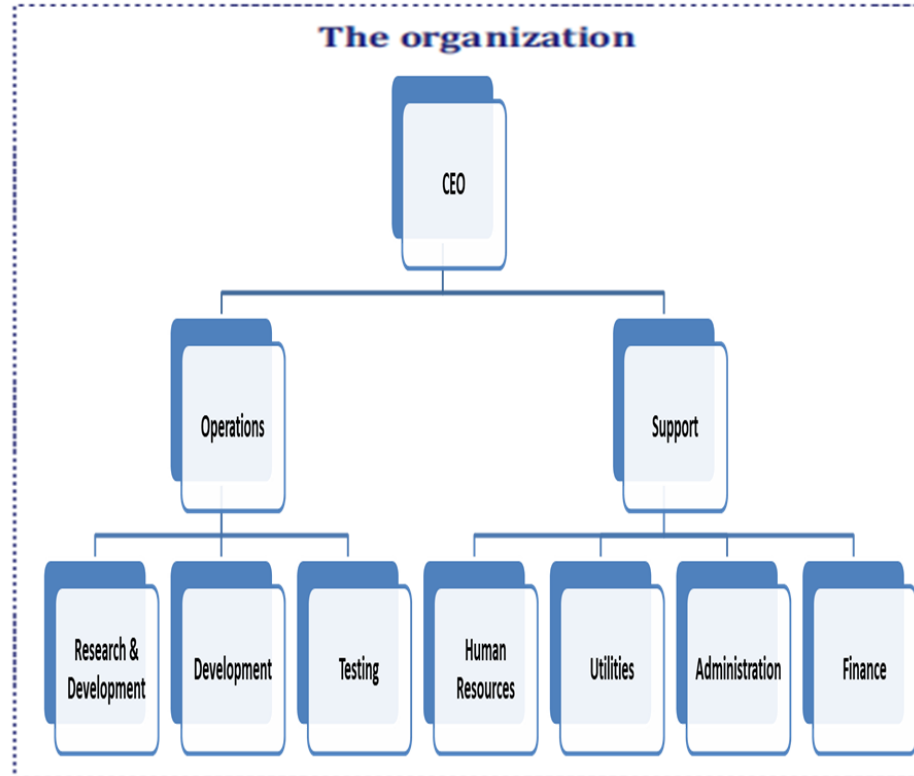 The organization
CEO
Operations
Support
Research &
Development
Development
Testing
Human
Resources
Utilities
Administration
Finance